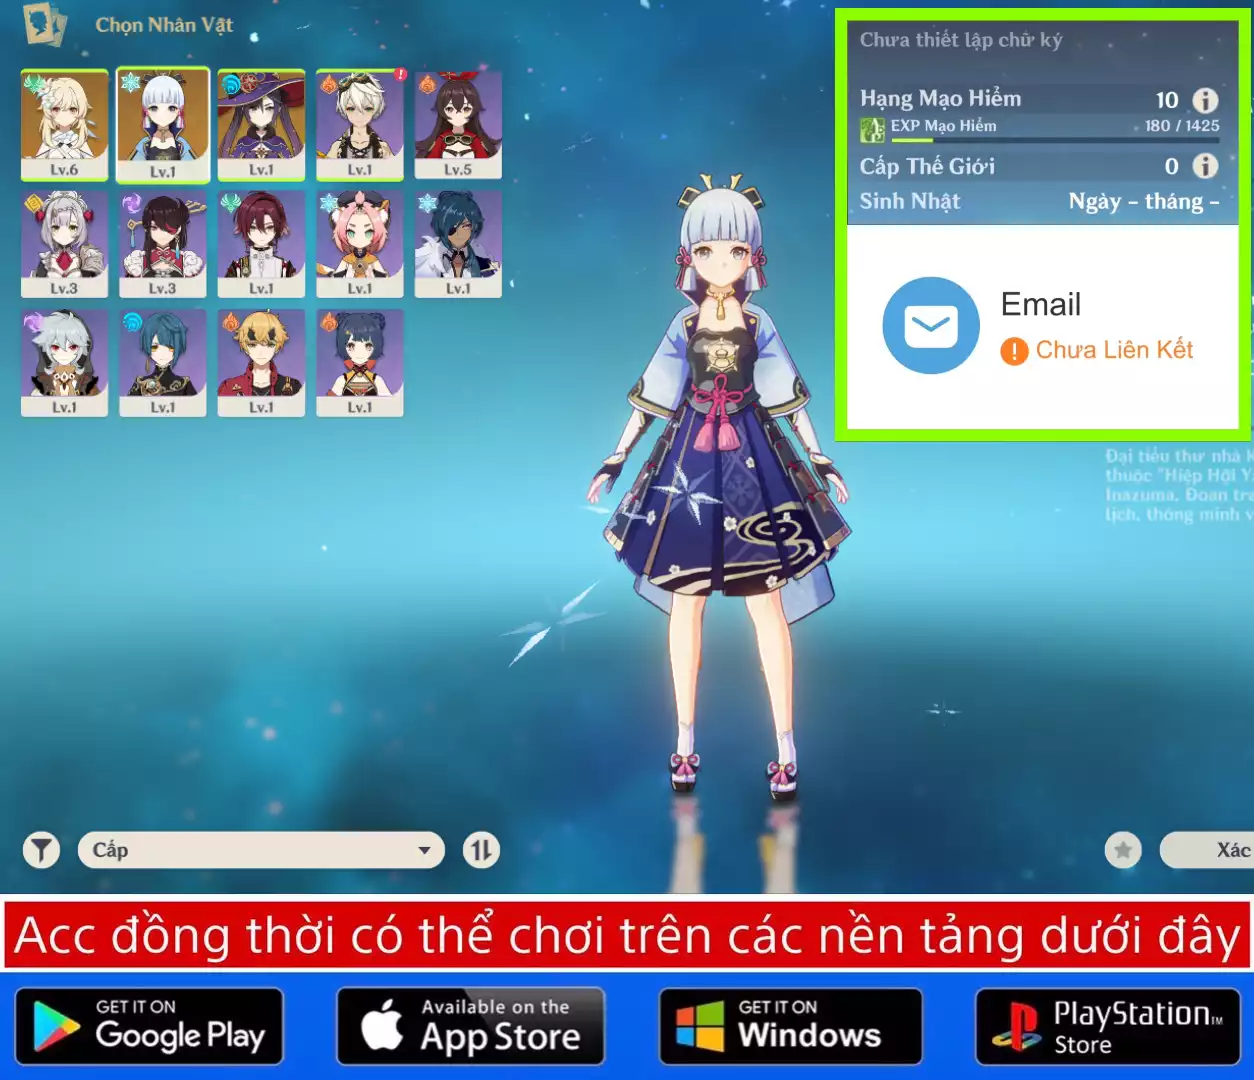 Chọn Nhân Vật
Lv.6
Lv.1
Lv.1
Lv.1
Lv.5
Lv.3
Lv.3
Lv.1
Lv.1
Lv.1
Lv.1
Lv.1
Lv.1
Lv.1
Chưa thiết lập chữ ký
Hạng Mạo Hiểm 10
EXP Mạo Hiểm 180 / 1425
Cấp Thế Giới 0
Sinh Nhật Ngày - tháng -
Email
Chưa Liên Kết
Đại tiểu thư nhà K
thuộc "Hiệp Hội Y
Inazuma. Đoan tra
lịch, thông minh v
Cấp
Xác
Acc đồng thời có thể chơi trên các nền tảng dưới đây
GET IT ON
Google Play
Available on the
App Store
GET IT ON
Windows
PlayStation™
Store